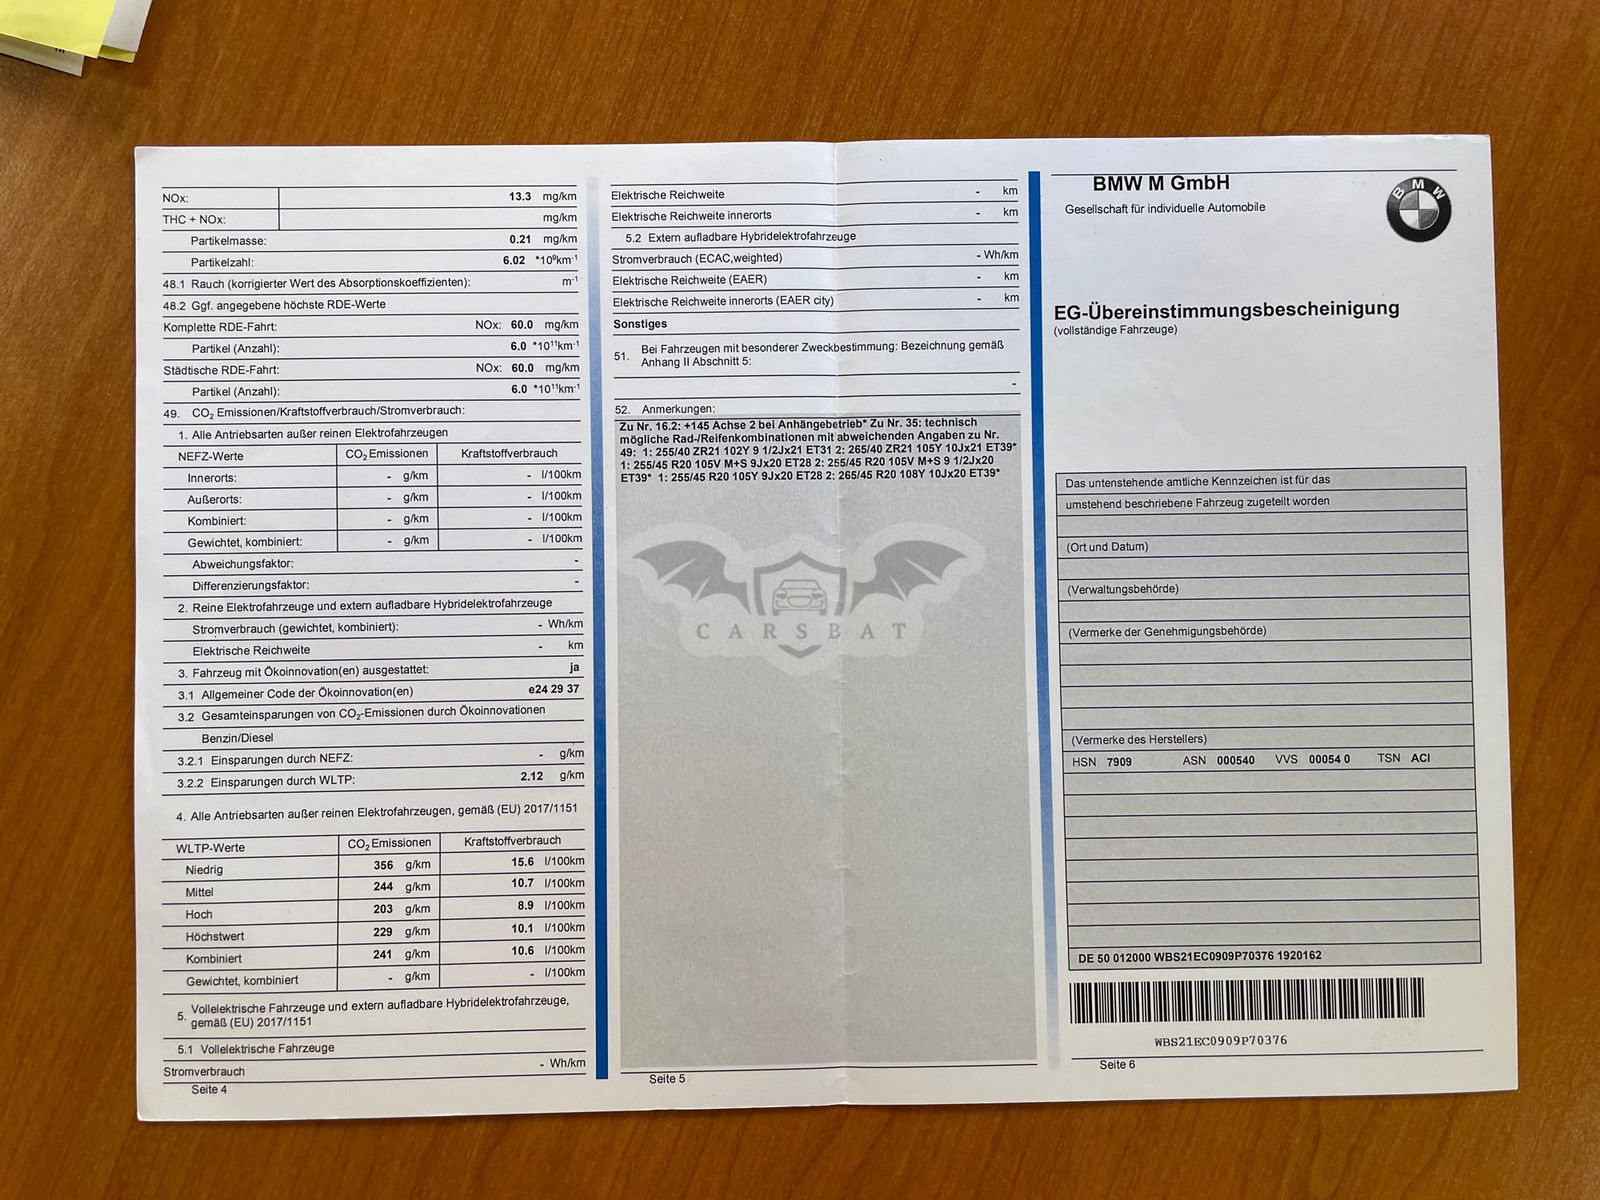 NOx: 13.3 mg/km
THC + NOx: mg/km
Partikelmasse: 0.21 mg/km
Partikelzahl: 6.02 *10⁹km⁻¹
48.1 Rauch (korrigierter Wert des Absorptionskoeffizienten): m⁻¹
48.2 Ggf. angegebene höchste RDE-Werte
Komplette RDE-Fahrt: NOx: 60.0 mg/km
Partikel (Anzahl): 6.0 *10¹¹km⁻¹
Städtische RDE-Fahrt: NOx: 60.0 mg/km
Partikel (Anzahl): 6.0 *10¹¹km⁻¹
49. CO₂ Emissionen/Kraftstoffverbrauch/Stromverbrauch:
1. Alle Antriebsarten außer reinen Elektrofahrzeugen
NEFZ-Werte CO₂ Emissionen Kraftstoffverbrauch
Innerorts: - g/km - l/100km
Außerorts: - g/km - l/100km
Kombiniert: - g/km - l/100km
Gewichtet, kombiniert: - g/km - l/100km
Abweichungsfaktor: -
Differenzierungsfaktor: -
2. Reine Elektrofahrzeuge und extern aufladbare Hybridelektrofahrzeuge
Stromverbrauch (gewichtet, kombiniert): - Wh/km
Elektrische Reichweite - km
3. Fahrzeug mit Ökoinnovation(en) ausgestattet: ja
3.1 Allgemeiner Code der Ökoinnovation(en) e24 29 37
3.2 Gesamteinsparungen von CO₂-Emissionen durch Ökoinnovationen
Benzin/Diesel
3.2.1 Einsparungen durch NEFZ: - g/km
3.2.2 Einsparungen durch WLTP: 2.12 g/km
4. Alle Antriebsarten außer reinen Elektrofahrzeugen, gemäß (EU) 2017/1151
WLTP-Werte CO₂ Emissionen Kraftstoffverbrauch
Niedrig 356 g/km 15.6 l/100km
Mittel 244 g/km 10.7 l/100km
Hoch 203 g/km 8.9 l/100km
Höchstwert 229 g/km 10.1 l/100km
Kombiniert 241 g/km 10.6 l/100km
Gewichtet, kombiniert - g/km - l/100km
5. Vollelektrische Fahrzeuge und extern aufladbare Hybridelektrofahrzeuge,
gemäß (EU) 2017/1151
5.1 Vollelektrische Fahrzeuge
Stromverbrauch - Wh/km
Seite 4
Elektrische Reichweite - km
Elektrische Reichweite innerorts - km
5.2 Extern aufladbare Hybridelektrofahrzeuge
Stromverbrauch (ECAC,weighted) - Wh/km
Elektrische Reichweite (EAER) - km
Elektrische Reichweite innerorts (EAER city) - km
Sonstiges
51. Bei Fahrzeugen mit besonderer Zweckbestimmung: Bezeichnung gemäß
Anhang II Abschnitt 5:
-
52. Anmerkungen:
Zu Nr. 16.2: +145 Achse 2 bei Anhängebetrieb* Zu Nr. 35: technisch
mögliche Rad-/Reifenkombinationen mit abweichenden Angaben zu Nr.
49: 1: 255/40 ZR21 102Y 9 1/2Jx21 ET31 2: 265/40 ZR21 105Y 10Jx21 ET39*
1: 255/45 R20 105V M+S 9Jx20 ET28 2: 255/45 R20 105V M+S 9 1/2Jx20
ET39* 1: 255/45 R20 105Y 9Jx20 ET28 2: 265/45 R20 108Y 10Jx20 ET39*
CARSBAT
Seite 5
BMW M GmbH
Gesellschaft für individuelle Automobile
BMW
EG-Übereinstimmungsbescheinigung
(vollständige Fahrzeuge)
Das untenstehende amtliche Kennzeichen ist für das
umstehend beschriebene Fahrzeug zugeteilt worden
(Ort und Datum)
(Verwaltungsbehörde)
(Vermerke der Genehmigungsbehörde)
(Vermerke des Herstellers)
HSN 7909 ASN 000540 VVS 00054 0 TSN ACI
DE 50 012000 WBS21EC0909P70376 1920162
WBS21EC0909P70376
Seite 6